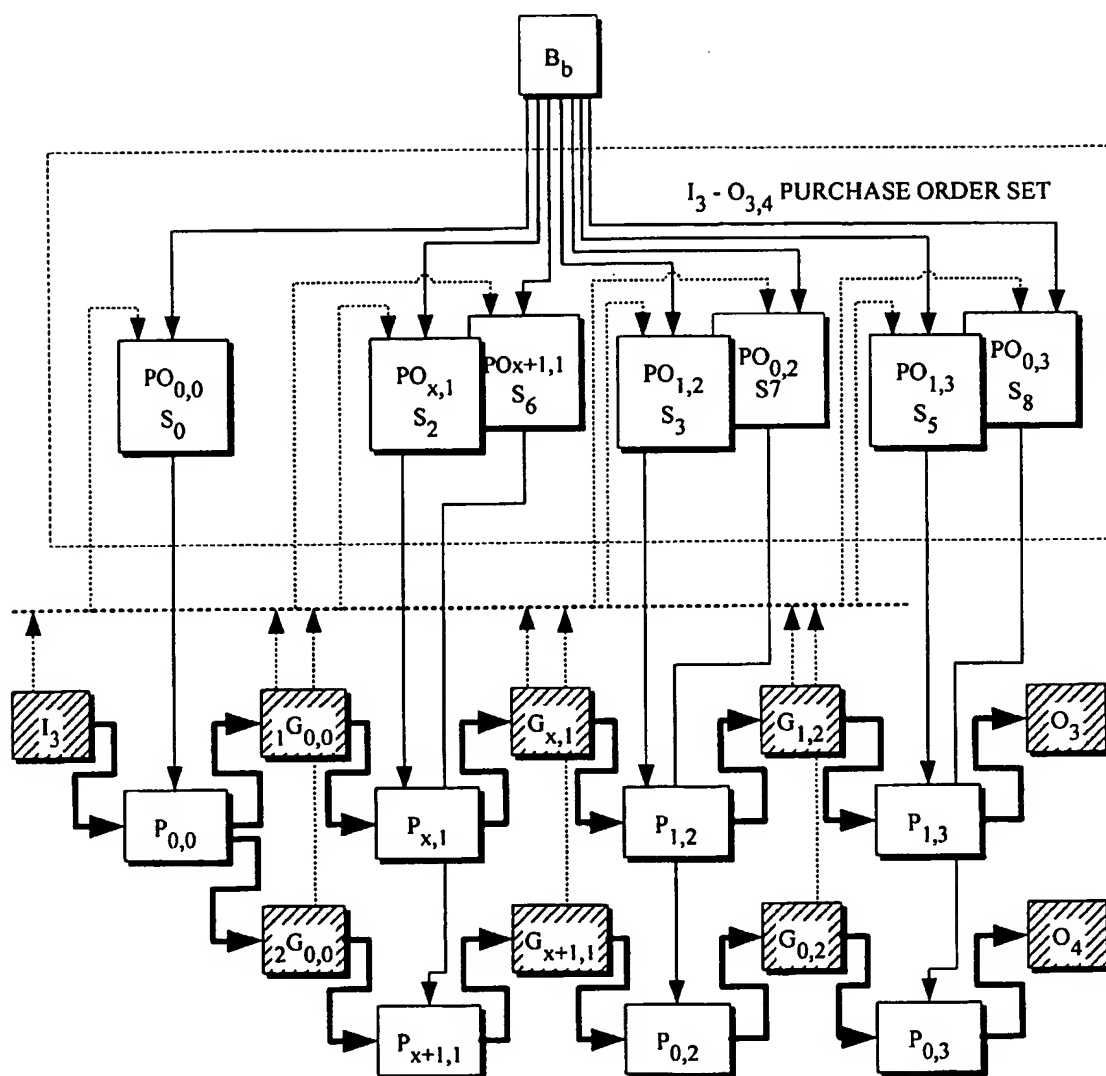 B_b
I_3 - O_3,4 PURCHASE ORDER SET
PO_0,0
S_0
PO_x,1
S_2
POx+1,1
S_6
PO_1,2
S_3
PO_0,2
S7
PO_1,3
S_5
PO_0,3
S_8
I_3
_1G_0,0
G_x,1
G_1,2
O_3
P_0,0
P_x,1
P_1,2
P_1,3
_2G_0,0
G_x+1,1
G_0,2
O_4
P_x+1,1
P_0,2
P_0,3